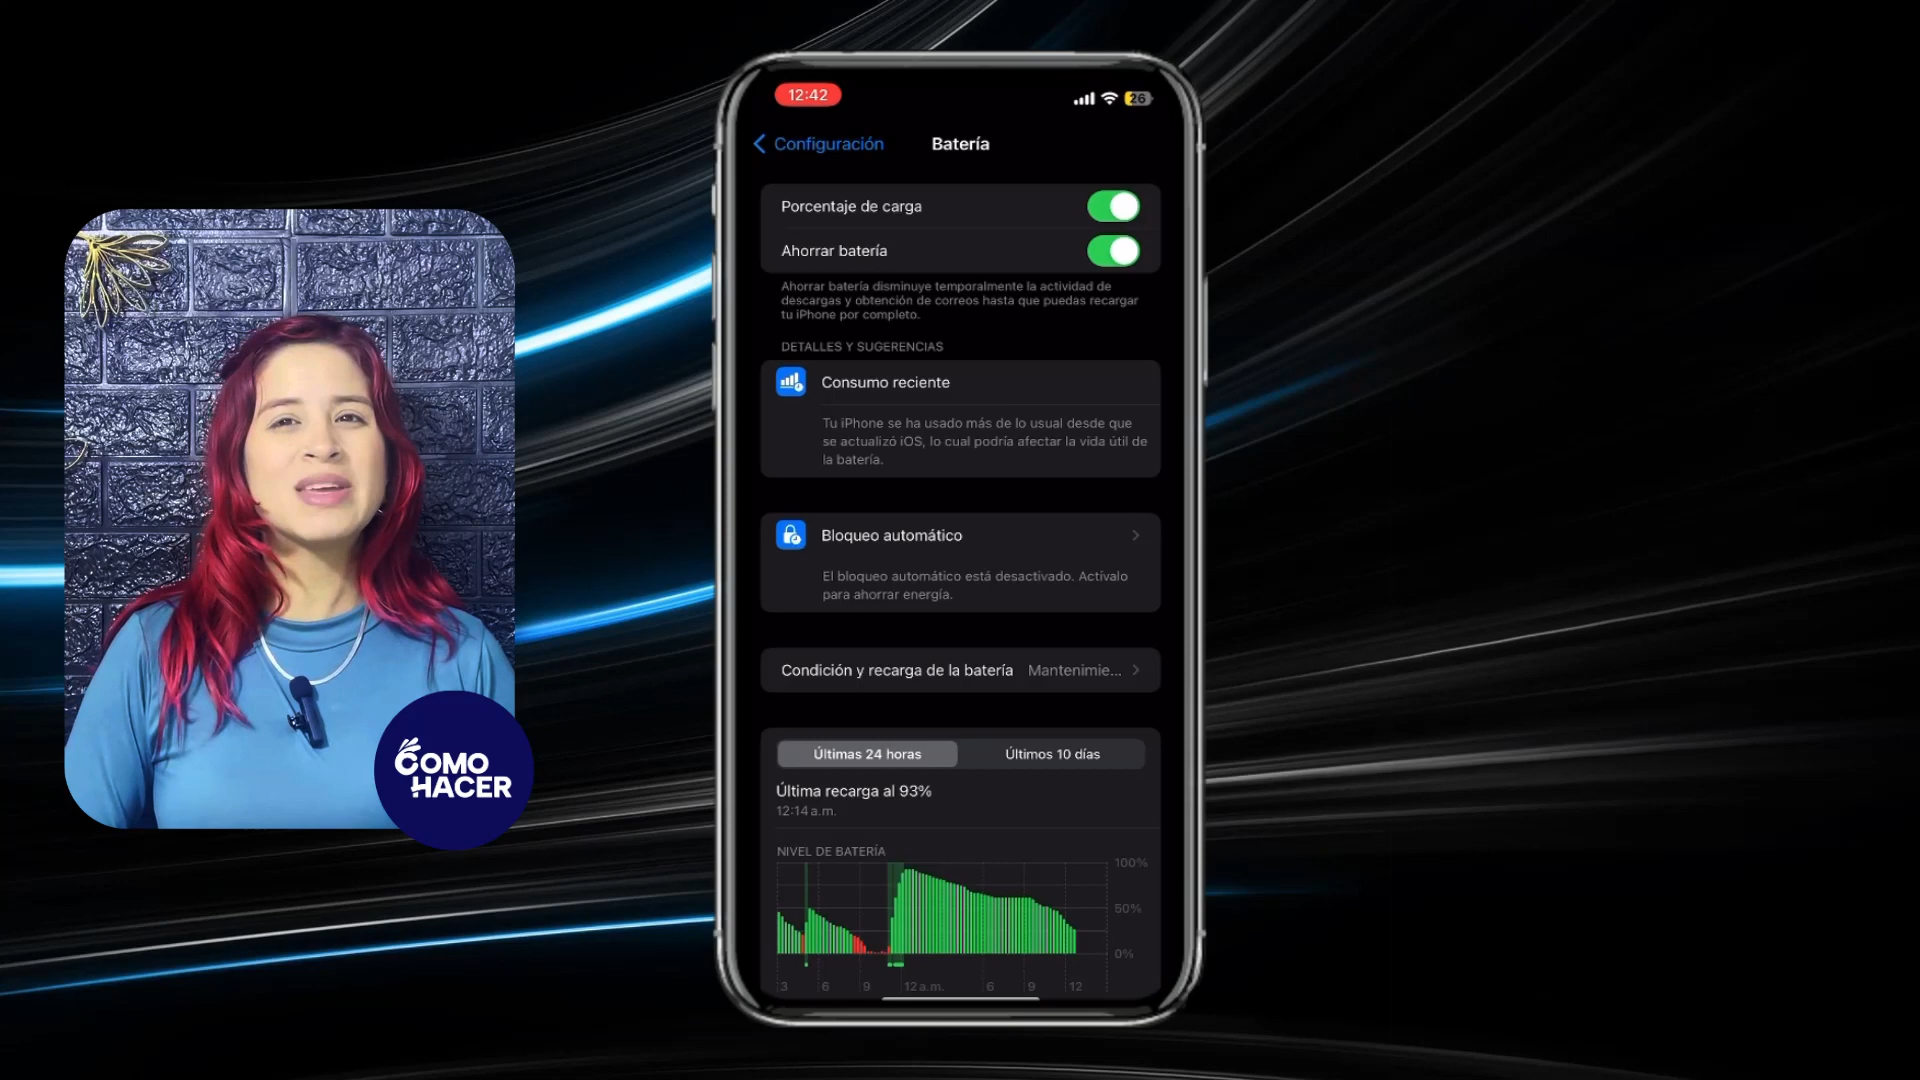 12:42
26
Configuración
Batería
Porcentaje de carga
Ahorrar batería
Ahorrar batería disminuye temporalmente la actividad de
descargas y obtención de correos hasta que puedas recargar
tu iPhone por completo.
DETALLES Y SUGERENCIAS
Consumo reciente
Tu iPhone se ha usado más de lo usual desde que
se actualizó iOS, lo cual podría afectar la vida útil de
la batería.
Bloqueo automático
El bloqueo automático está desactivado. Actívalo
para ahorrar energía.
Condición y recarga de la batería Mantenimie...
Últimas 24 horas Últimos 10 días
Última recarga al 93%
12:14 a.m.
NIVEL DE BATERÍA
100%
50%
0%
3 6 9 12 a.m. 6 9 12
COMO
HACER